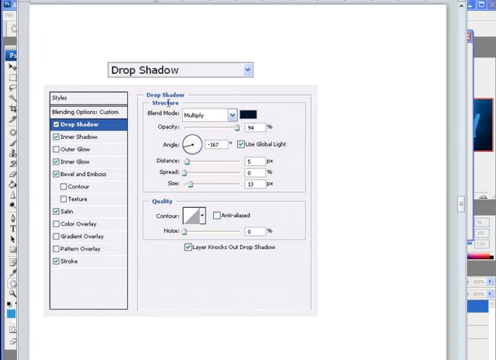 Drop Shadow
Styles
Blending Options: Custom
Drop Shadow
Inner Shadow
Outer Glow
Inner Glow
Bevel and Emboss
Contour
Texture
Satin
Color Overlay
Gradient Overlay
Pattern Overlay
Stroke
Drop Shadow
Structure
Blend Mode: Multiply
Opacity: 94 %
Angle: -167 ° Use Global Light
Distance: 5 px
Spread: 0 %
Size: 13 px
Quality
Contour: Anti-aliased
Noise: 0 %
Layer Knocks Out Drop Shadow